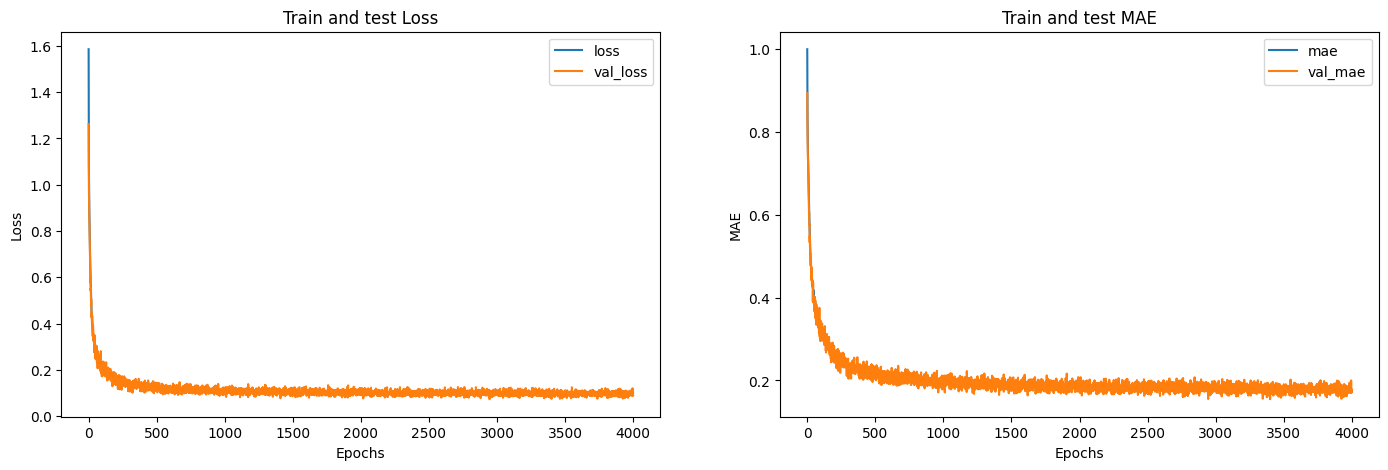 Train and test Loss
1.6
1.4
1.2
1.0
0.8
0.6
0.4
0.2
0.0
Loss
loss
val_loss
0 500 1000 1500 2000 2500 3000 3500 4000
Epochs
Train and test MAE
1.0
0.8
0.6
0.4
0.2
MAE
mae
val_mae
0 500 1000 1500 2000 2500 3000 3500 4000
Epochs